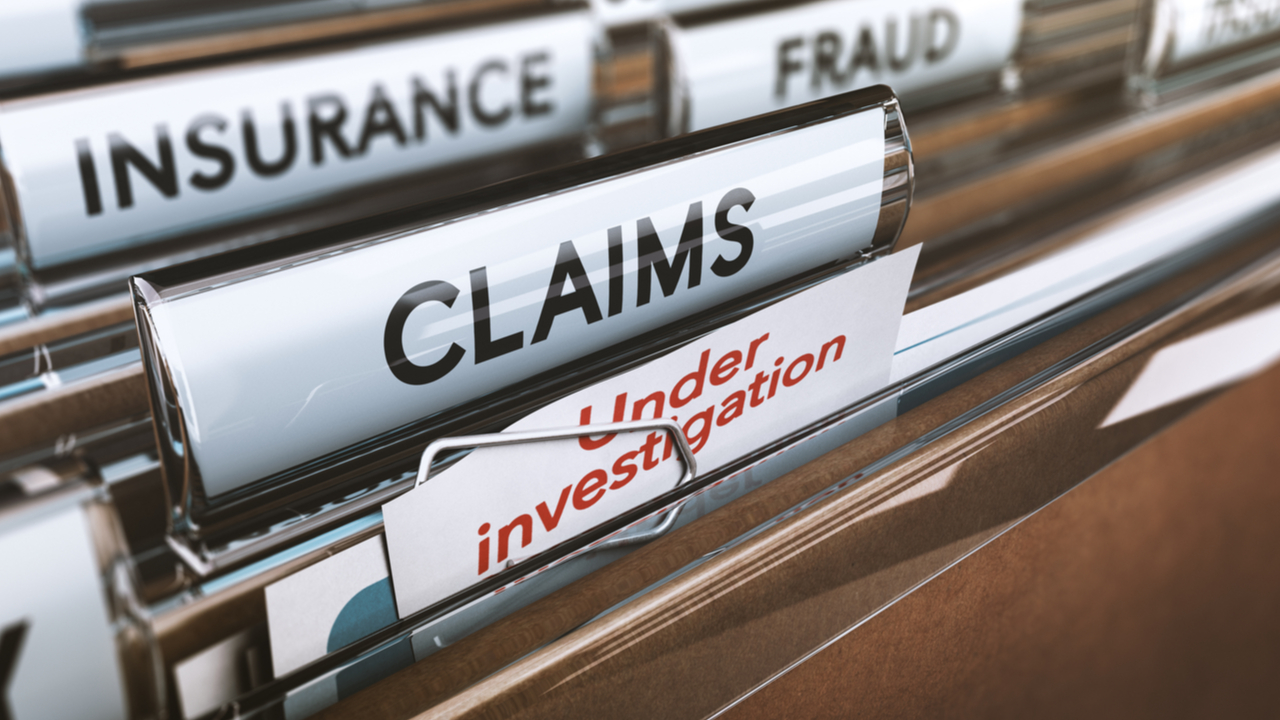 INSURANCE
FRAUD
CLAIMS
Under
investigation